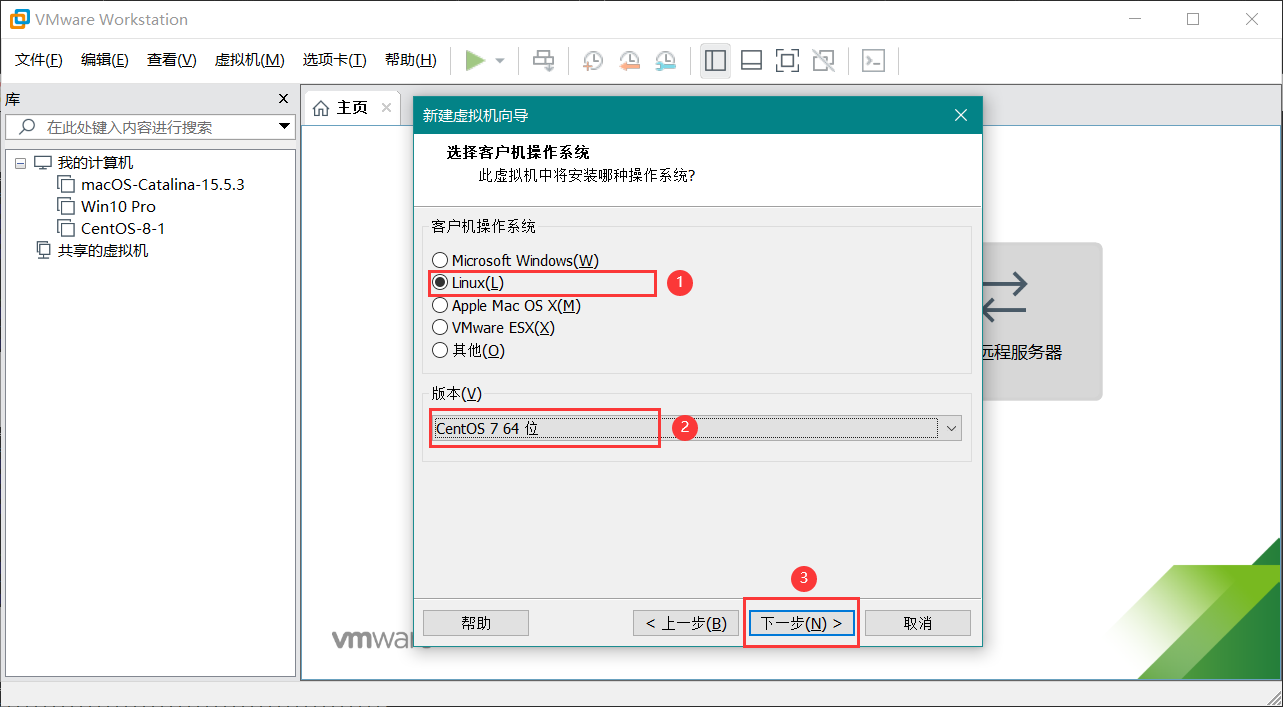 VMware Workstation
文件(F) 编辑(E) 查看(V) 虚拟机(M) 选项卡(T) 帮助(H)
库
在此处键入内容进行搜索
我的计算机
macOS-Catalina-15.5.3
Win10 Pro
CentOS-8-1
共享的虚拟机
主页
新建虚拟机向导
选择客户机操作系统
此虚拟机中将安装哪种操作系统?
客户机操作系统
Microsoft Windows(W)
Linux(L) 1
Apple Mac OS X(M)
VMware ESX(X)
其他(O)
版本(V)
CentOS 7 64 位 2
3
帮助 < 上一步(B) 下一步(N) > 取消
远程服务器
vmwar